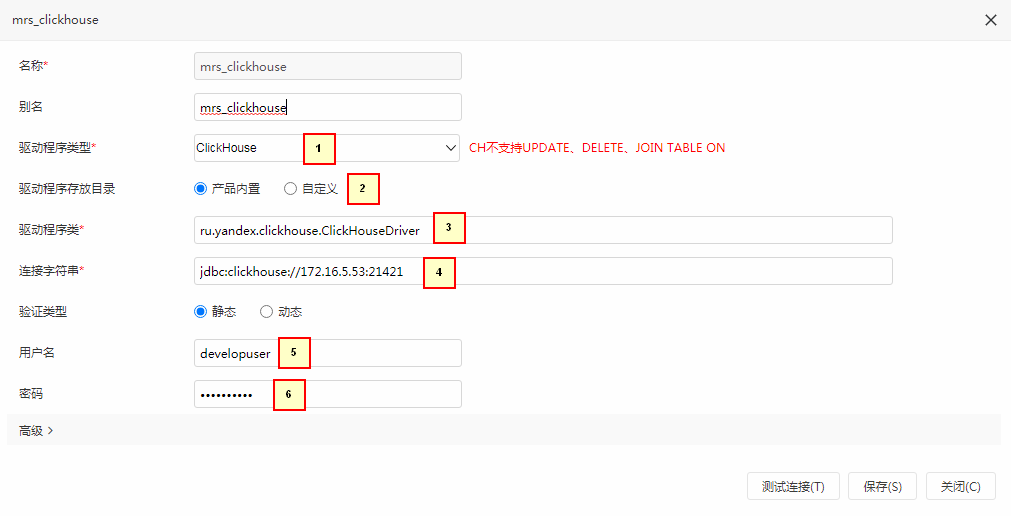 mrs_clickhouse
名称* mrs_clickhouse
别名 mrs_clickhouse
驱动程序类型* ClickHouse 1 CH不支持UPDATE、DELETE、JOIN TABLE ON
驱动程序存放目录 产品内置 自定义 2
驱动程序类* ru.yandex.clickhouse.ClickHouseDriver 3
连接字符串* jdbc:clickhouse://172.16.5.53:21421 4
验证类型 静态 动态
用户名 developuser 5
密码 •••••••••• 6
高级 >
测试连接(T) 保存(S) 关闭(C)